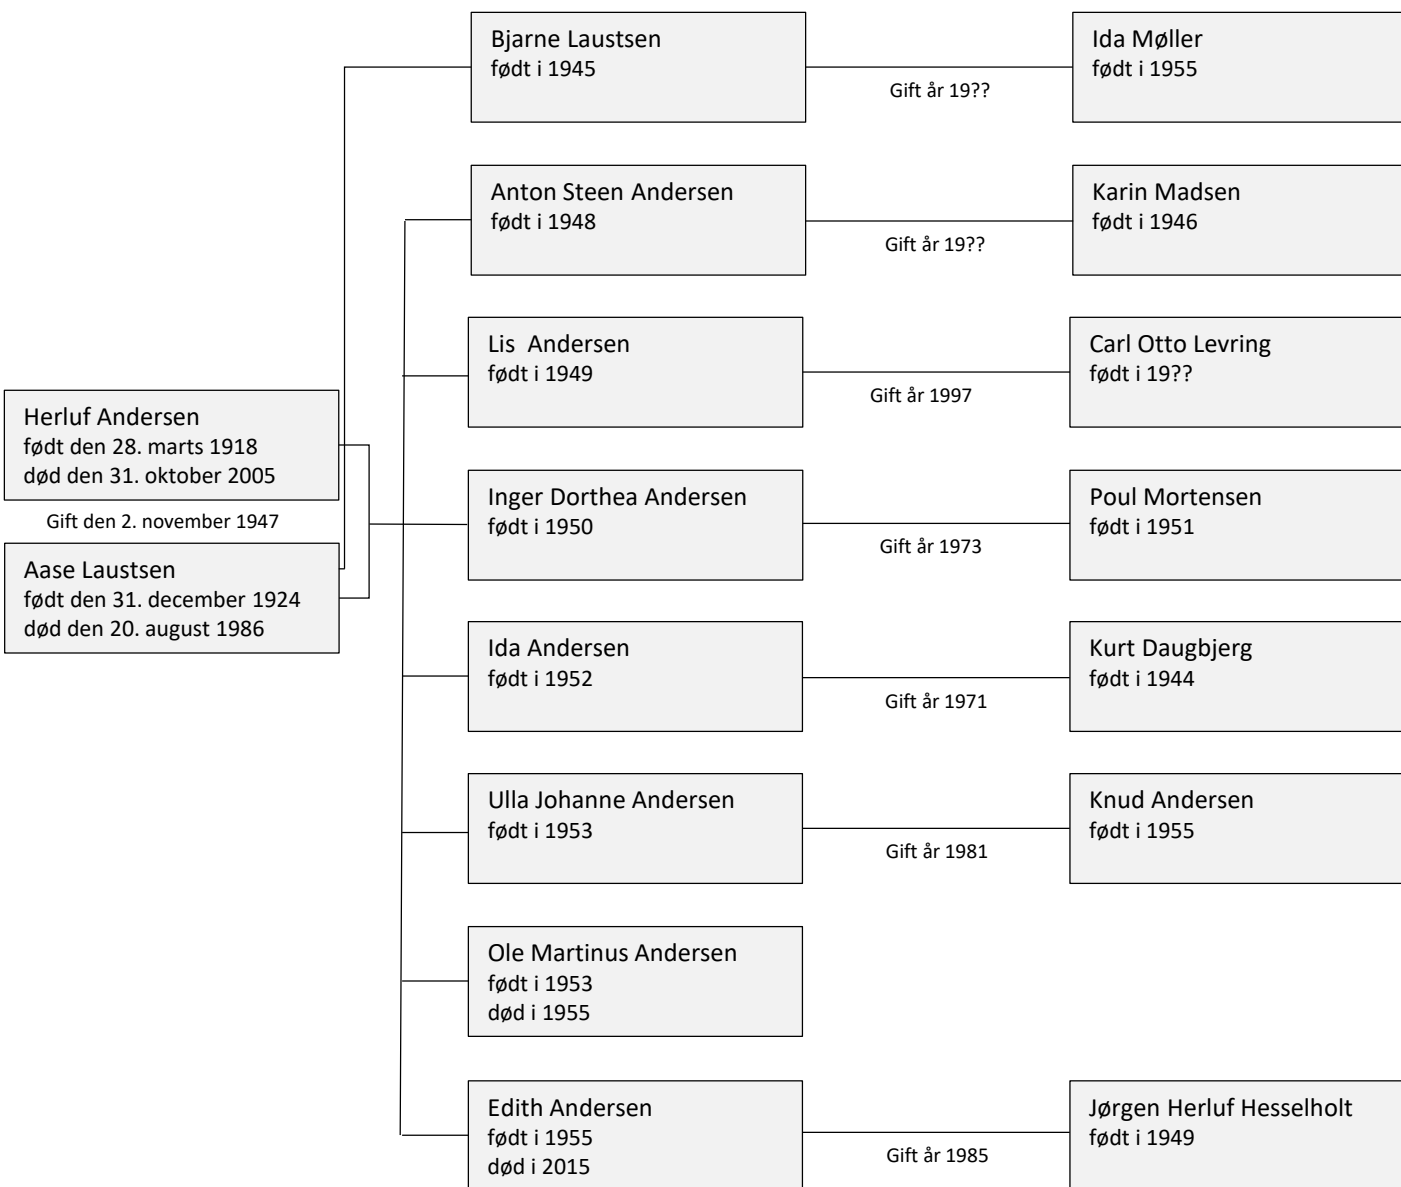 Bjarne Laustsen
født i 1945
Gift år 19??
Ida Møller
født i 1955
Anton Steen Andersen
født i 1948
Gift år 19??
Karin Madsen
født i 1946
Lis  Andersen
født i 1949
Gift år 1997
Carl Otto Levring
født i 19??
Herluf Andersen
født den 28. marts 1918
død den 31. oktober 2005
Gift den 2. november 1947
Aase Laustsen
født den 31. december 1924
død den 20. august 1986
Inger Dorthea Andersen
født i 1950
Gift år 1973
Poul Mortensen
født i 1951
Ida Andersen
født i 1952
Gift år 1971
Kurt Daugbjerg
født i 1944
Ulla Johanne Andersen
født i 1953
Gift år 1981
Knud Andersen
født i 1955
Ole Martinus Andersen
født i 1953
død i 1955
Edith Andersen
født i 1955
død i 2015
Gift år 1985
Jørgen Herluf Hesselholt
født i 1949